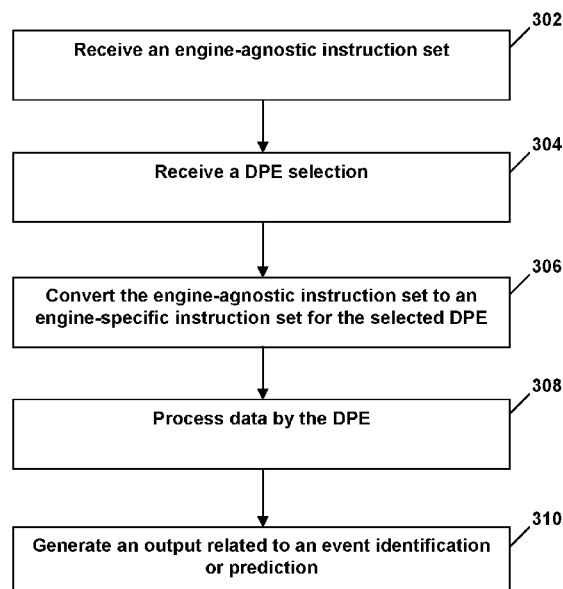 302
Receive an engine-agnostic instruction set
304
Receive a DPE selection
306
Convert the engine-agnostic instruction set to an
engine-specific instruction set for the selected DPE
308
Process data by the DPE
310
Generate an output related to an event identification
or prediction